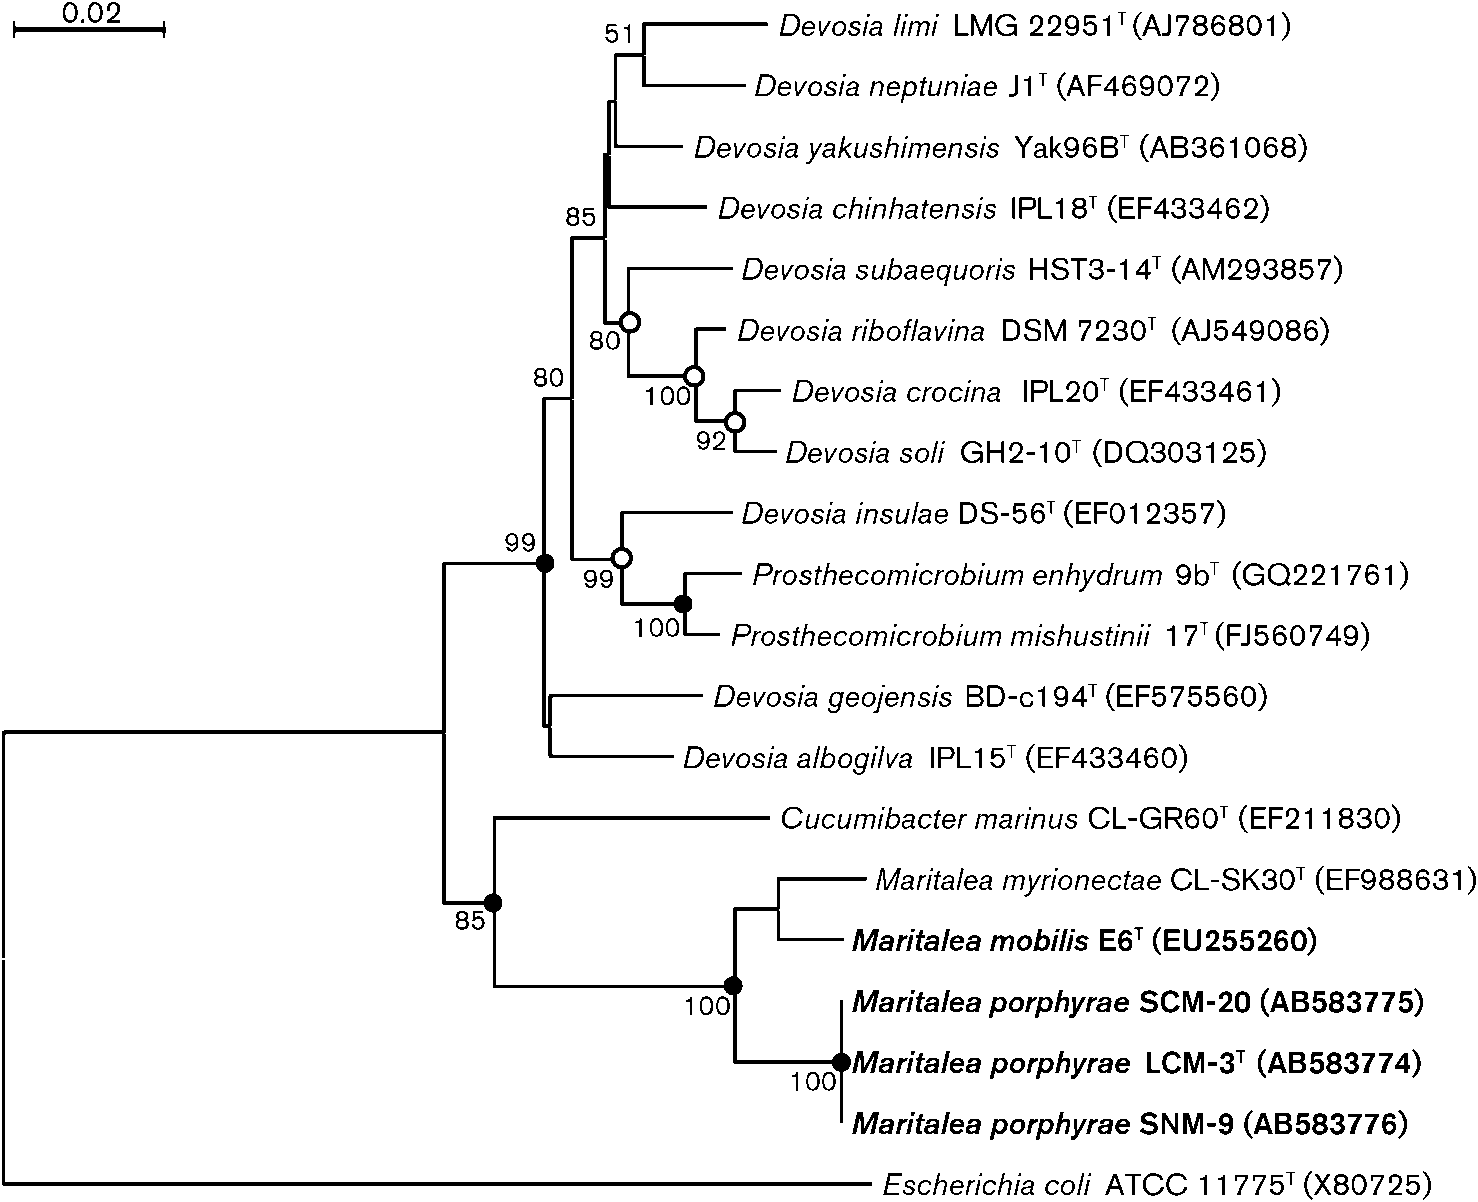 0.02
51
Devosia limi LMG 22951ᵀ (AJ786801)
Devosia neptuniae J1ᵀ (AF469072)
Devosia yakushimensis Yak96Bᵀ (AB361068)
85
Devosia chinhatensis IPL18ᵀ (EF433462)
Devosia subaequoris HST3-14ᵀ (AM293857)
80
Devosia riboflavina DSM 7230ᵀ (AJ549086)
80
100
Devosia crocina IPL20ᵀ (EF433461)
92
Devosia soli GH2-10ᵀ (DQ303125)
Devosia insulae DS-56ᵀ (EF012357)
99
99
Prosthecomicrobium enhydrum 9bᵀ (GQ221761)
100
Prosthecomicrobium mishustinii 17ᵀ (FJ560749)
Devosia geojensis BD-c194ᵀ (EF575560)
Devosia albogilva IPL15ᵀ (EF433460)
Cucumibacter marinus CL-GR60ᵀ (EF211830)
Maritalea myrionectae CL-SK30ᵀ (EF988631)
85
Maritalea mobilis E6ᵀ (EU255260)
100
Maritalea porphyrae SCM-20 (AB583775)
Maritalea porphyrae LCM-3ᵀ (AB583774)
100
Maritalea porphyrae SNM-9 (AB583776)
Escherichia coli ATCC 11775ᵀ (X80725)